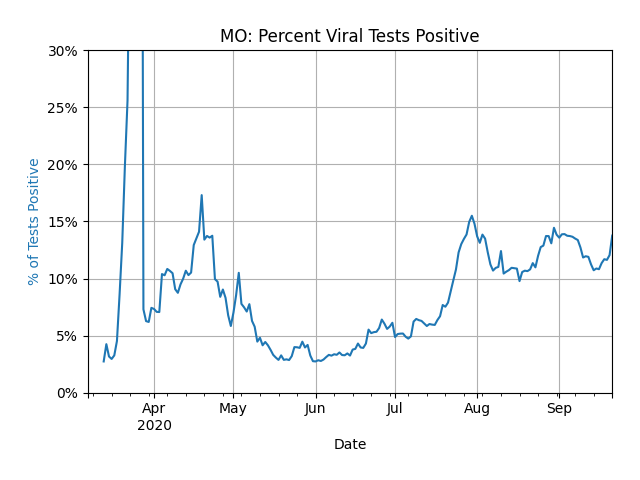 MO: Percent Viral Tests Positive
30%
25%
20%
15%
10%
5%
0%
% of Tests Positive
Apr May Jun Jul Aug Sep
2020
Date